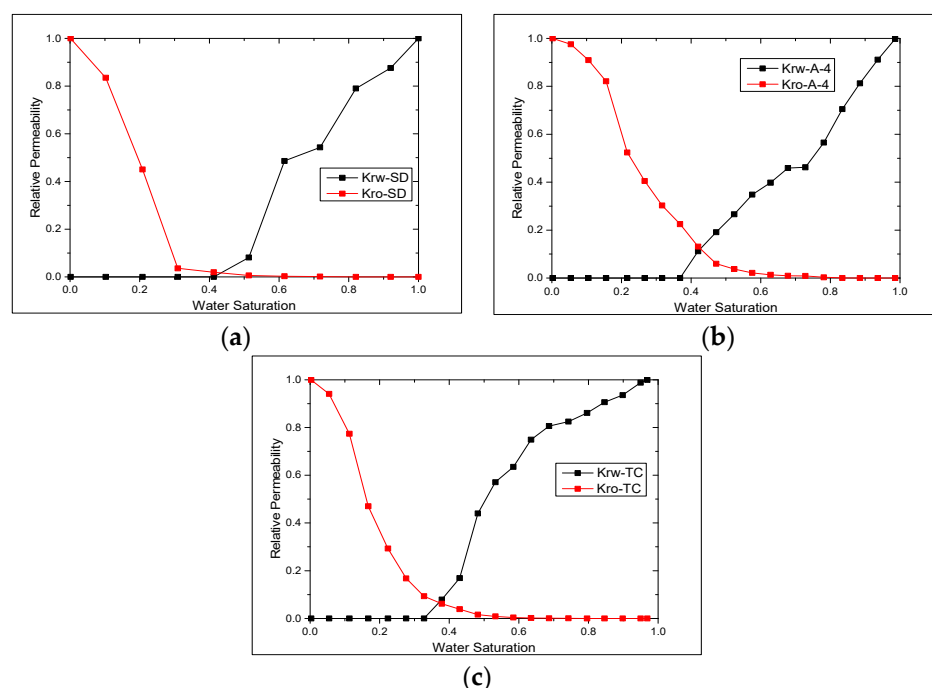 1.0
0.8
0.6
0.4
0.2
0.0
Relative Permeability
Krw-SD
Kro-SD
0.0 0.2 0.4 0.6 0.8 1.0
Water Saturation
(a)
1.0
0.8
0.6
0.4
0.2
0.0
Relative Permeability
Krw-A-4
Kro-A-4
0.0 0.2 0.4 0.6 0.8 1.0
Water Saturation
(b)
1.0
0.8
0.6
0.4
0.2
0.0
Relative Permeability
Krw-TC
Kro-TC
0.0 0.2 0.4 0.6 0.8 1.0
Water Saturation
(c)